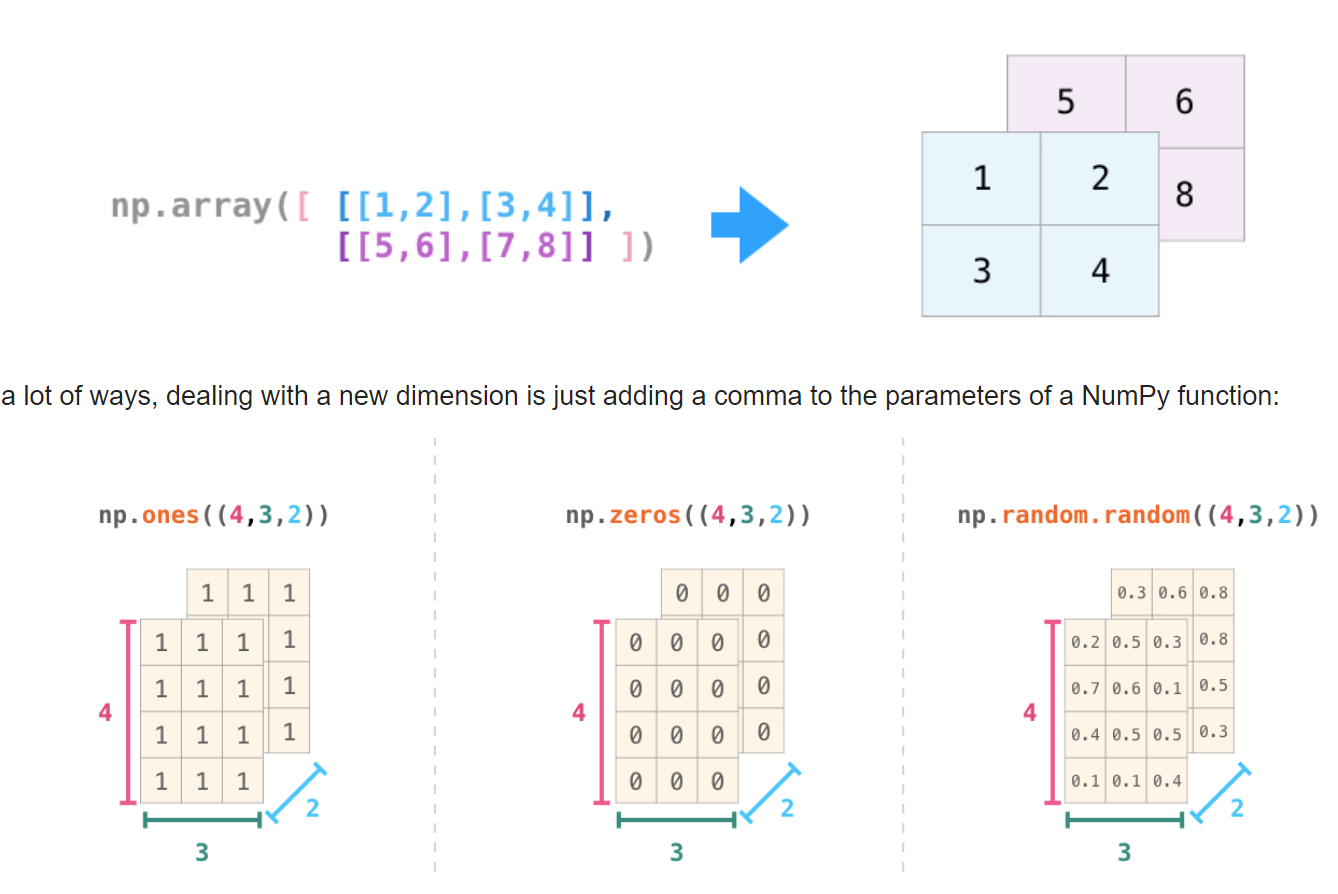 5 6
np.array([ [[1,2],[3,4]],
1 2
8
[[5,6],[7,8]] ])
3 4
a lot of ways, dealing with a new dimension is just adding a comma to the parameters of a NumPy function:
np.ones((4,3,2))
1 1 1
1 1 1 1
1 1 1 1
1 1 1 1
1 1 1
4
2
3
np.zeros((4,3,2))
0 0 0
0 0 0 0
0 0 0 0
0 0 0 0
0 0 0
4
2
3
np.random.random((4,3,2))
0.3 0.6 0.8
0.2 0.5 0.3 0.8
0.7 0.6 0.1 0.5
0.4 0.5 0.5 0.3
0.1 0.1 0.4
4
2
3